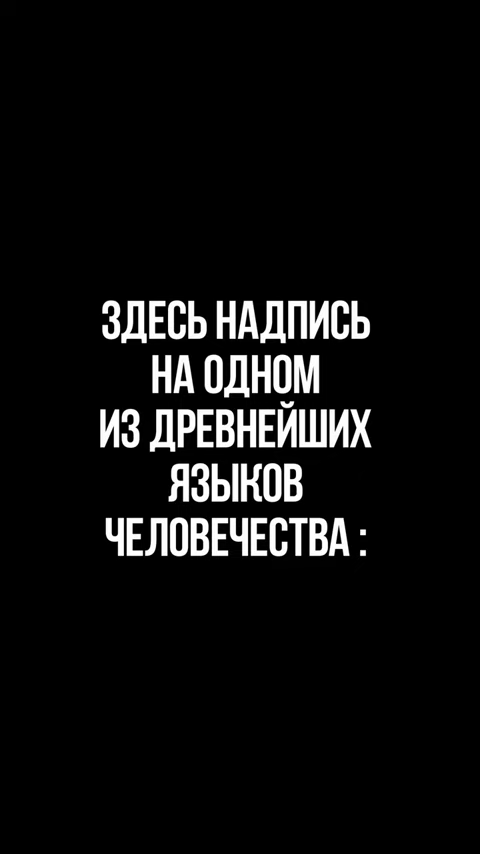 ЗДЕСЬ НАДПИСЬ
НА ОДНОМ
ИЗ ДРЕВНЕЙШИХ
ЯЗЫКОВ
ЧЕЛОВЕЧЕСТВА :